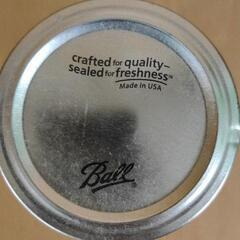 crafted for quality–
sealed for freshness™
Made in USA
Ball